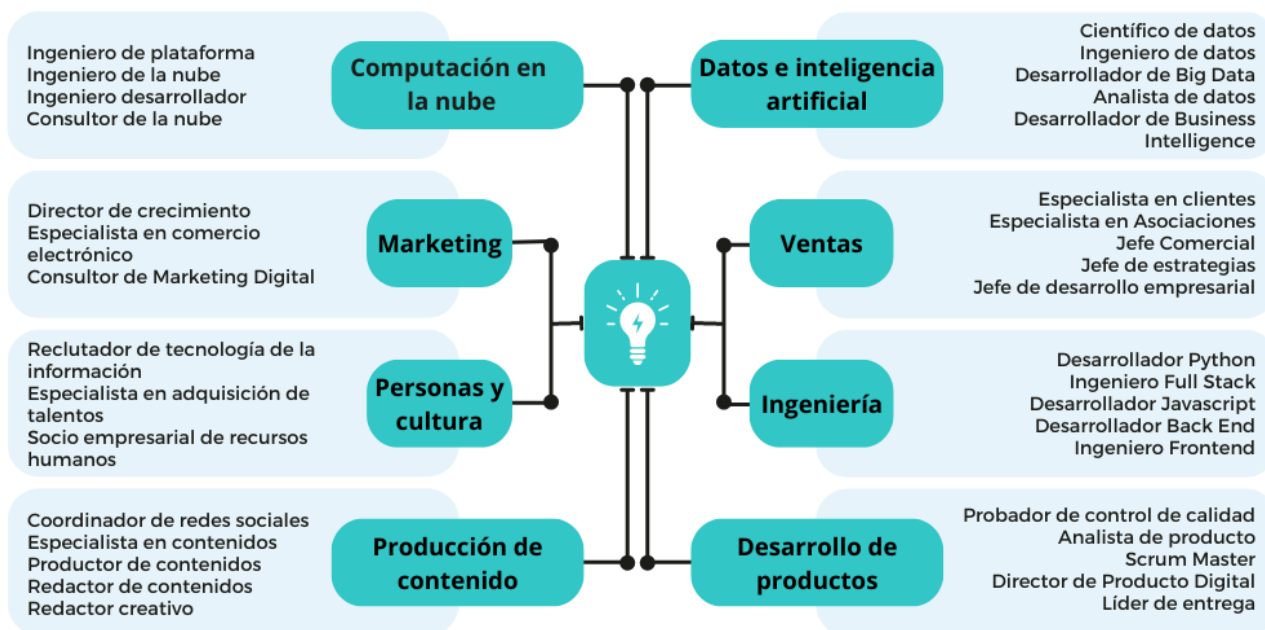 Ingeniero de plataforma
Ingeniero de la nube
Ingeniero desarrollador
Consultor de la nube
Computación en
la nube
Datos e inteligencia
artificial
Científico de datos
Ingeniero de datos
Desarrollador de Big Data
Analista de datos
Desarrollador de Business
Intelligence
Director de crecimiento
Especialista en comercio
electrónico
Consultor de Marketing Digital
Marketing
Ventas
Especialista en clientes
Especialista en Asociaciones
Jefe Comercial
Jefe de estrategias
Jefe de desarrollo empresarial
Reclutador de tecnología de la
información
Especialista en adquisición de
talentos
Socio empresarial de recursos
humanos
Personas y
cultura
Ingeniería
Desarrollador Python
Ingeniero Full Stack
Desarrollador Javascript
Desarrollador Back End
Ingeniero Frontend
Coordinador de redes sociales
Especialista en contenidos
Productor de contenidos
Redactor de contenidos
Redactor creativo
Producción de
contenido
Desarrollo de
productos
Probador de control de calidad
Analista de producto
Scrum Master
Director de Producto Digital
Líder de entrega